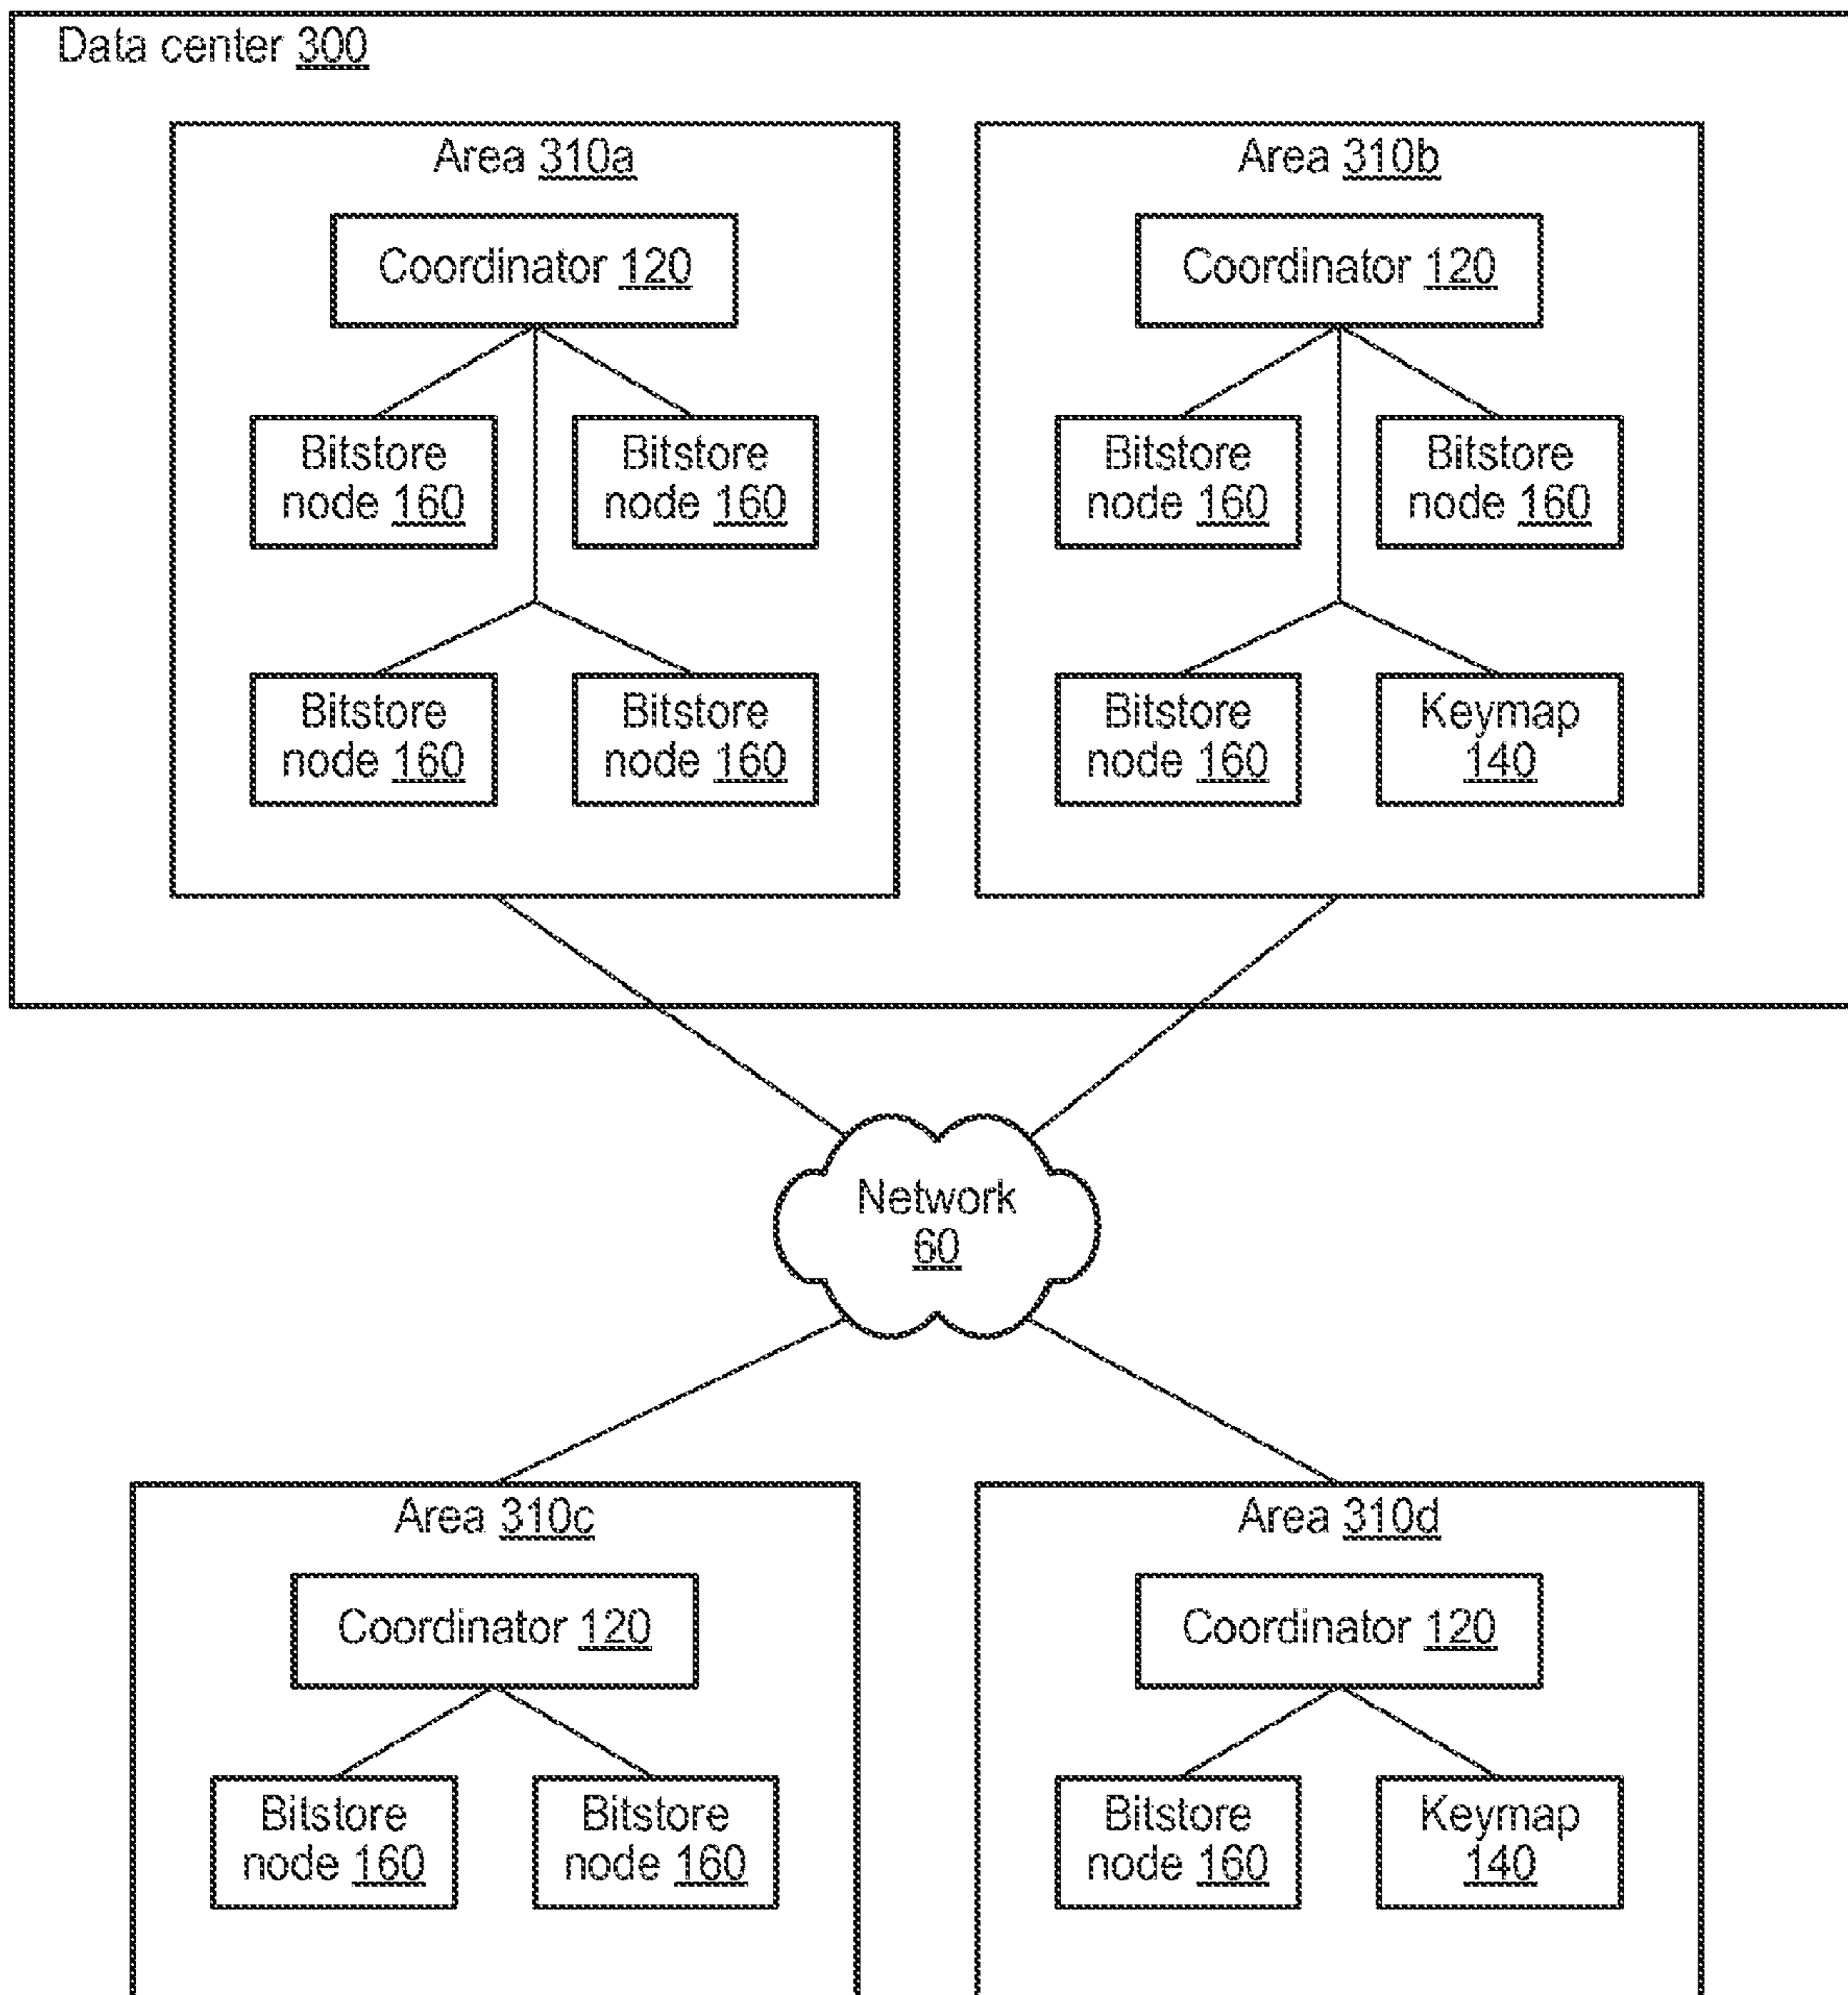 Data center 300
Area 310a
Coordinator 120
Bitstore
node 160
Bitstore
node 160
Bitstore
node 160
Bitstore
node 160
Area 310b
Coordinator 120
Bitstore
node 160
Bitstore
node 160
Bitstore
node 160
Keymap
140
Network
60
Area 310c
Coordinator 120
Bitstore
node 160
Bitstore
node 160
Area 310d
Coordinator 120
Bitstore
node 160
Keymap
140